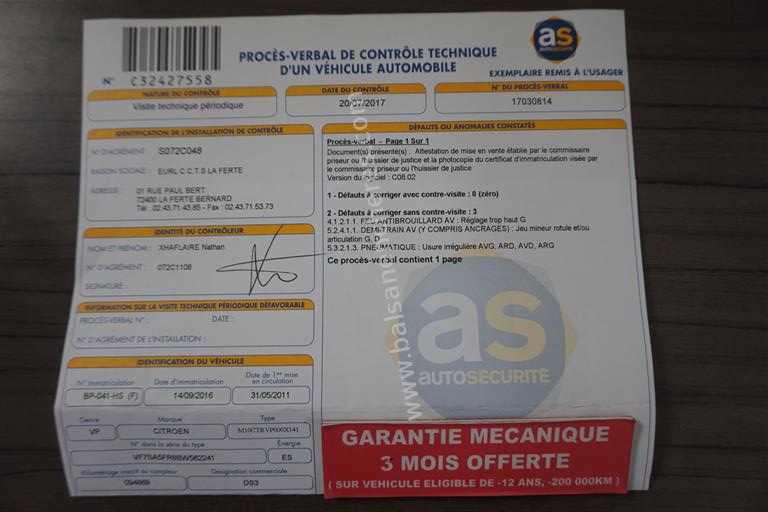 N° C32427558
PROCÈS-VERBAL DE CONTRÔLE TECHNIQUE
D'UN VÉHICULE AUTOMOBILE
as
AUTOSÉCURITÉ
EXEMPLAIRE REMIS À L'USAGER
NATURE DU CONTRÔLE
Visite technique périodique
DATE DU CONTRÔLE
20/07/2017
N° DU PROCÈS-VERBAL
17030814
IDENTIFICATION DE L'INSTALLATION DE CONTRÔLE
N° D'AGRÉMENT : S072C048
RAISON SOCIALE : EURL C.C.T.S LA FERTE
ADRESSE : 01 RUE PAUL BERT
72400 LA FERTE BERNARD
Tél : 02.43.71.43.85 - Fax : 02.43.71.53.73
IDENTITÉ DU CONTRÔLEUR
NOM ET PRÉNOM : XHAFLAIRE Nathan
N° D'AGRÉMENT : 072C1108
SIGNATURE :
INFORMATION SUR LA VISITE TECHNIQUE PÉRIODIQUE DÉFAVORABLE
PROCÈS-VERBAL N° : DATE :
N° D'AGRÉMENT DE L'INSTALLATION :
IDENTIFICATION DU VÉHICULE
N° Immatriculation Date d'immatriculation Date de 1ère mise en circulation
BP-041-HS (F) 14/09/2016 31/05/2011
Genre Marque Type
VP CITROEN M10CTRVP000X141
N° dans la série du type Énergie
VF7SA5FR8BW562241 ES
Kilométrage inscrit au compteur Désignation commerciale
094669 DS3
DÉFAUTS OU ANOMALIES CONSTATÉS
Procès-verbal - Page 1 Sur 1
Document(s) présenté(s) : Attestation de mise en vente établie par le commissaire
priseur ou l'huissier de justice et la photocopie du certificat d'immatriculation visée par
le commissaire priseur ou l'huissier de justice
Version du logiciel : C08.02
1 - Défauts à corriger avec contre-visite : 0 (zéro)
2 - Défauts à corriger sans contre-visite : 3
4.1.2.1.1. FEU ANTIBROUILLARD AV : Réglage trop haut G
5.2.4.1.1. DEMI-TRAIN AV (Y COMPRIS ANCRAGES) : Jeu mineur rotule et/ou
articulation G, D
5.3.2.1.3. PNEUMATIQUE : Usure irrégulière AVG, ARD, AVD, ARG
Ce procès-verbal contient 1 page
as
AUTOSÉCURITÉ
GARANTIE MECANIQUE
3 MOIS OFFERTE
( SUR VEHICULE ELIGIBLE DE -12 ANS, -200 000KM )